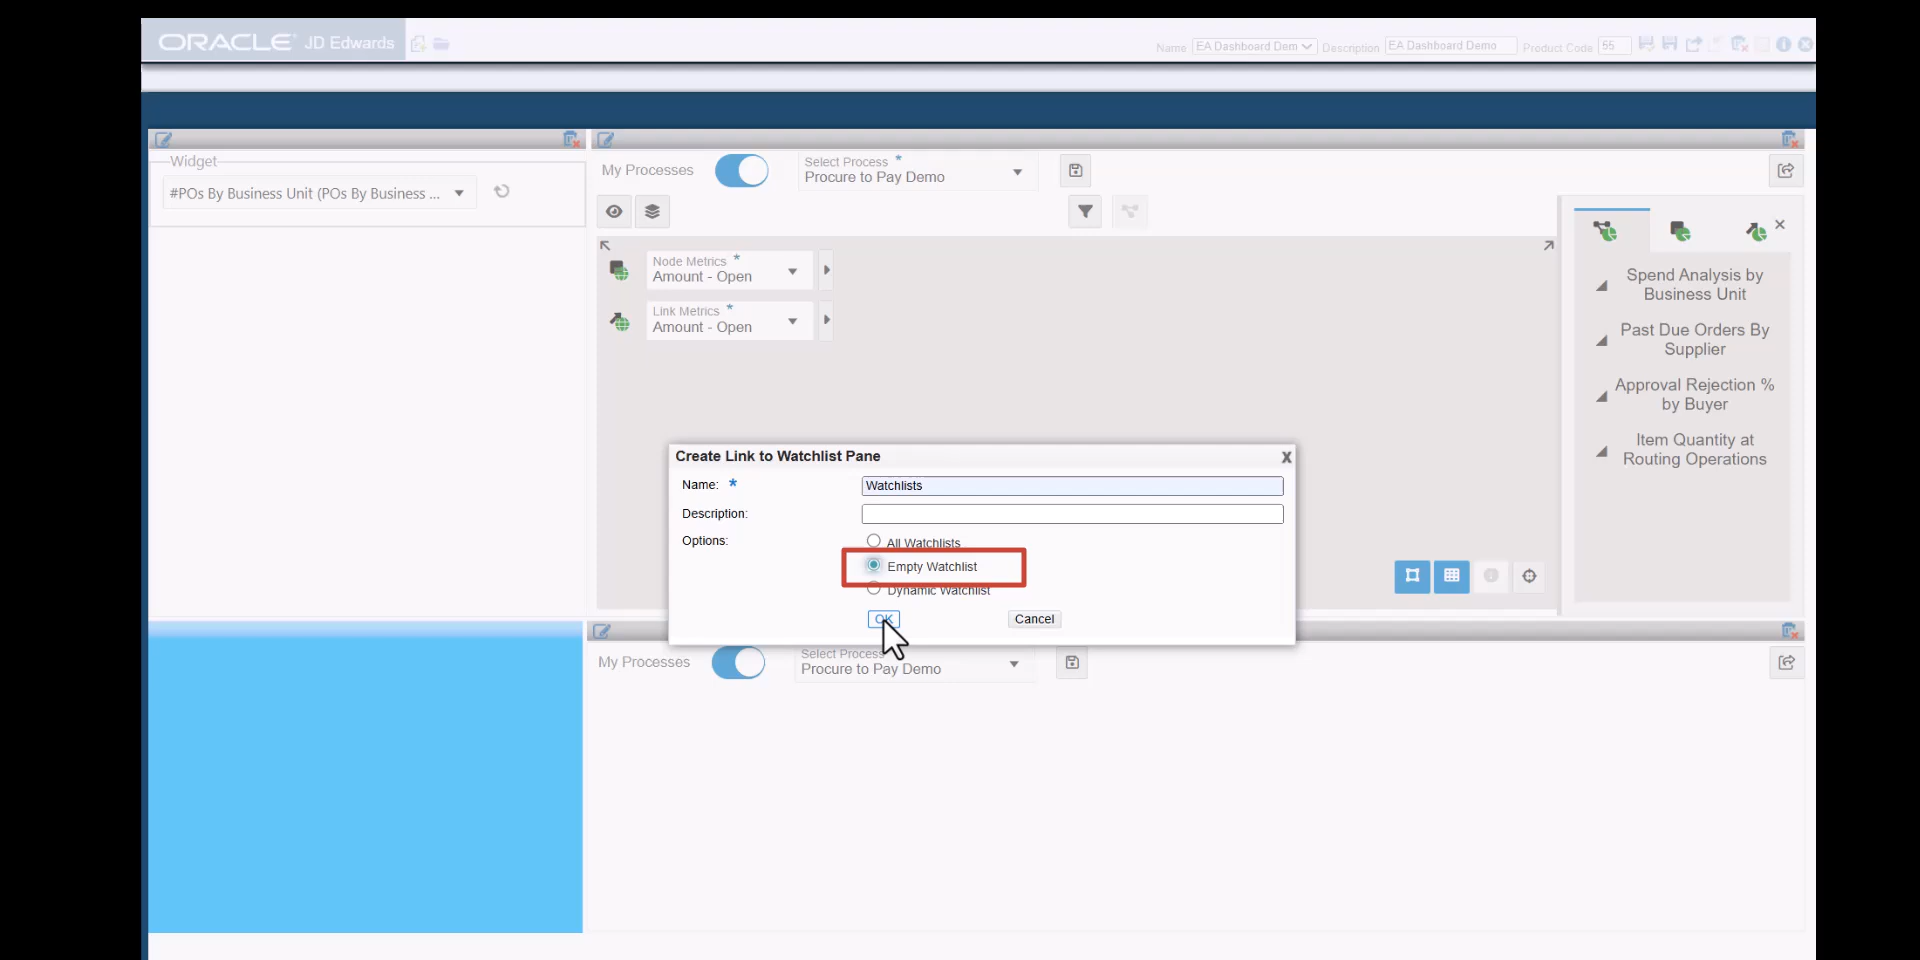 ORACLE JD Edwards
Name EA Dashboard Dem Description EA Dashboard Demo Product Code 55
Widget
#POs By Business Unit (POs By Business ...
My Processes
Select Process *
Procure to Pay Demo
Node Metrics *
Amount - Open
Link Metrics *
Amount - Open
Spend Analysis by
Business Unit
Past Due Orders By
Supplier
Approval Rejection %
by Buyer
Item Quantity at
Routing Operations
Create Link to Watchlist Pane
X
Name: * Watchlists
Description:
Options:
All Watchlists
Empty Watchlist
Dynamic Watchlist
OK
Cancel
My Processes
Select Process
Procure to Pay Demo